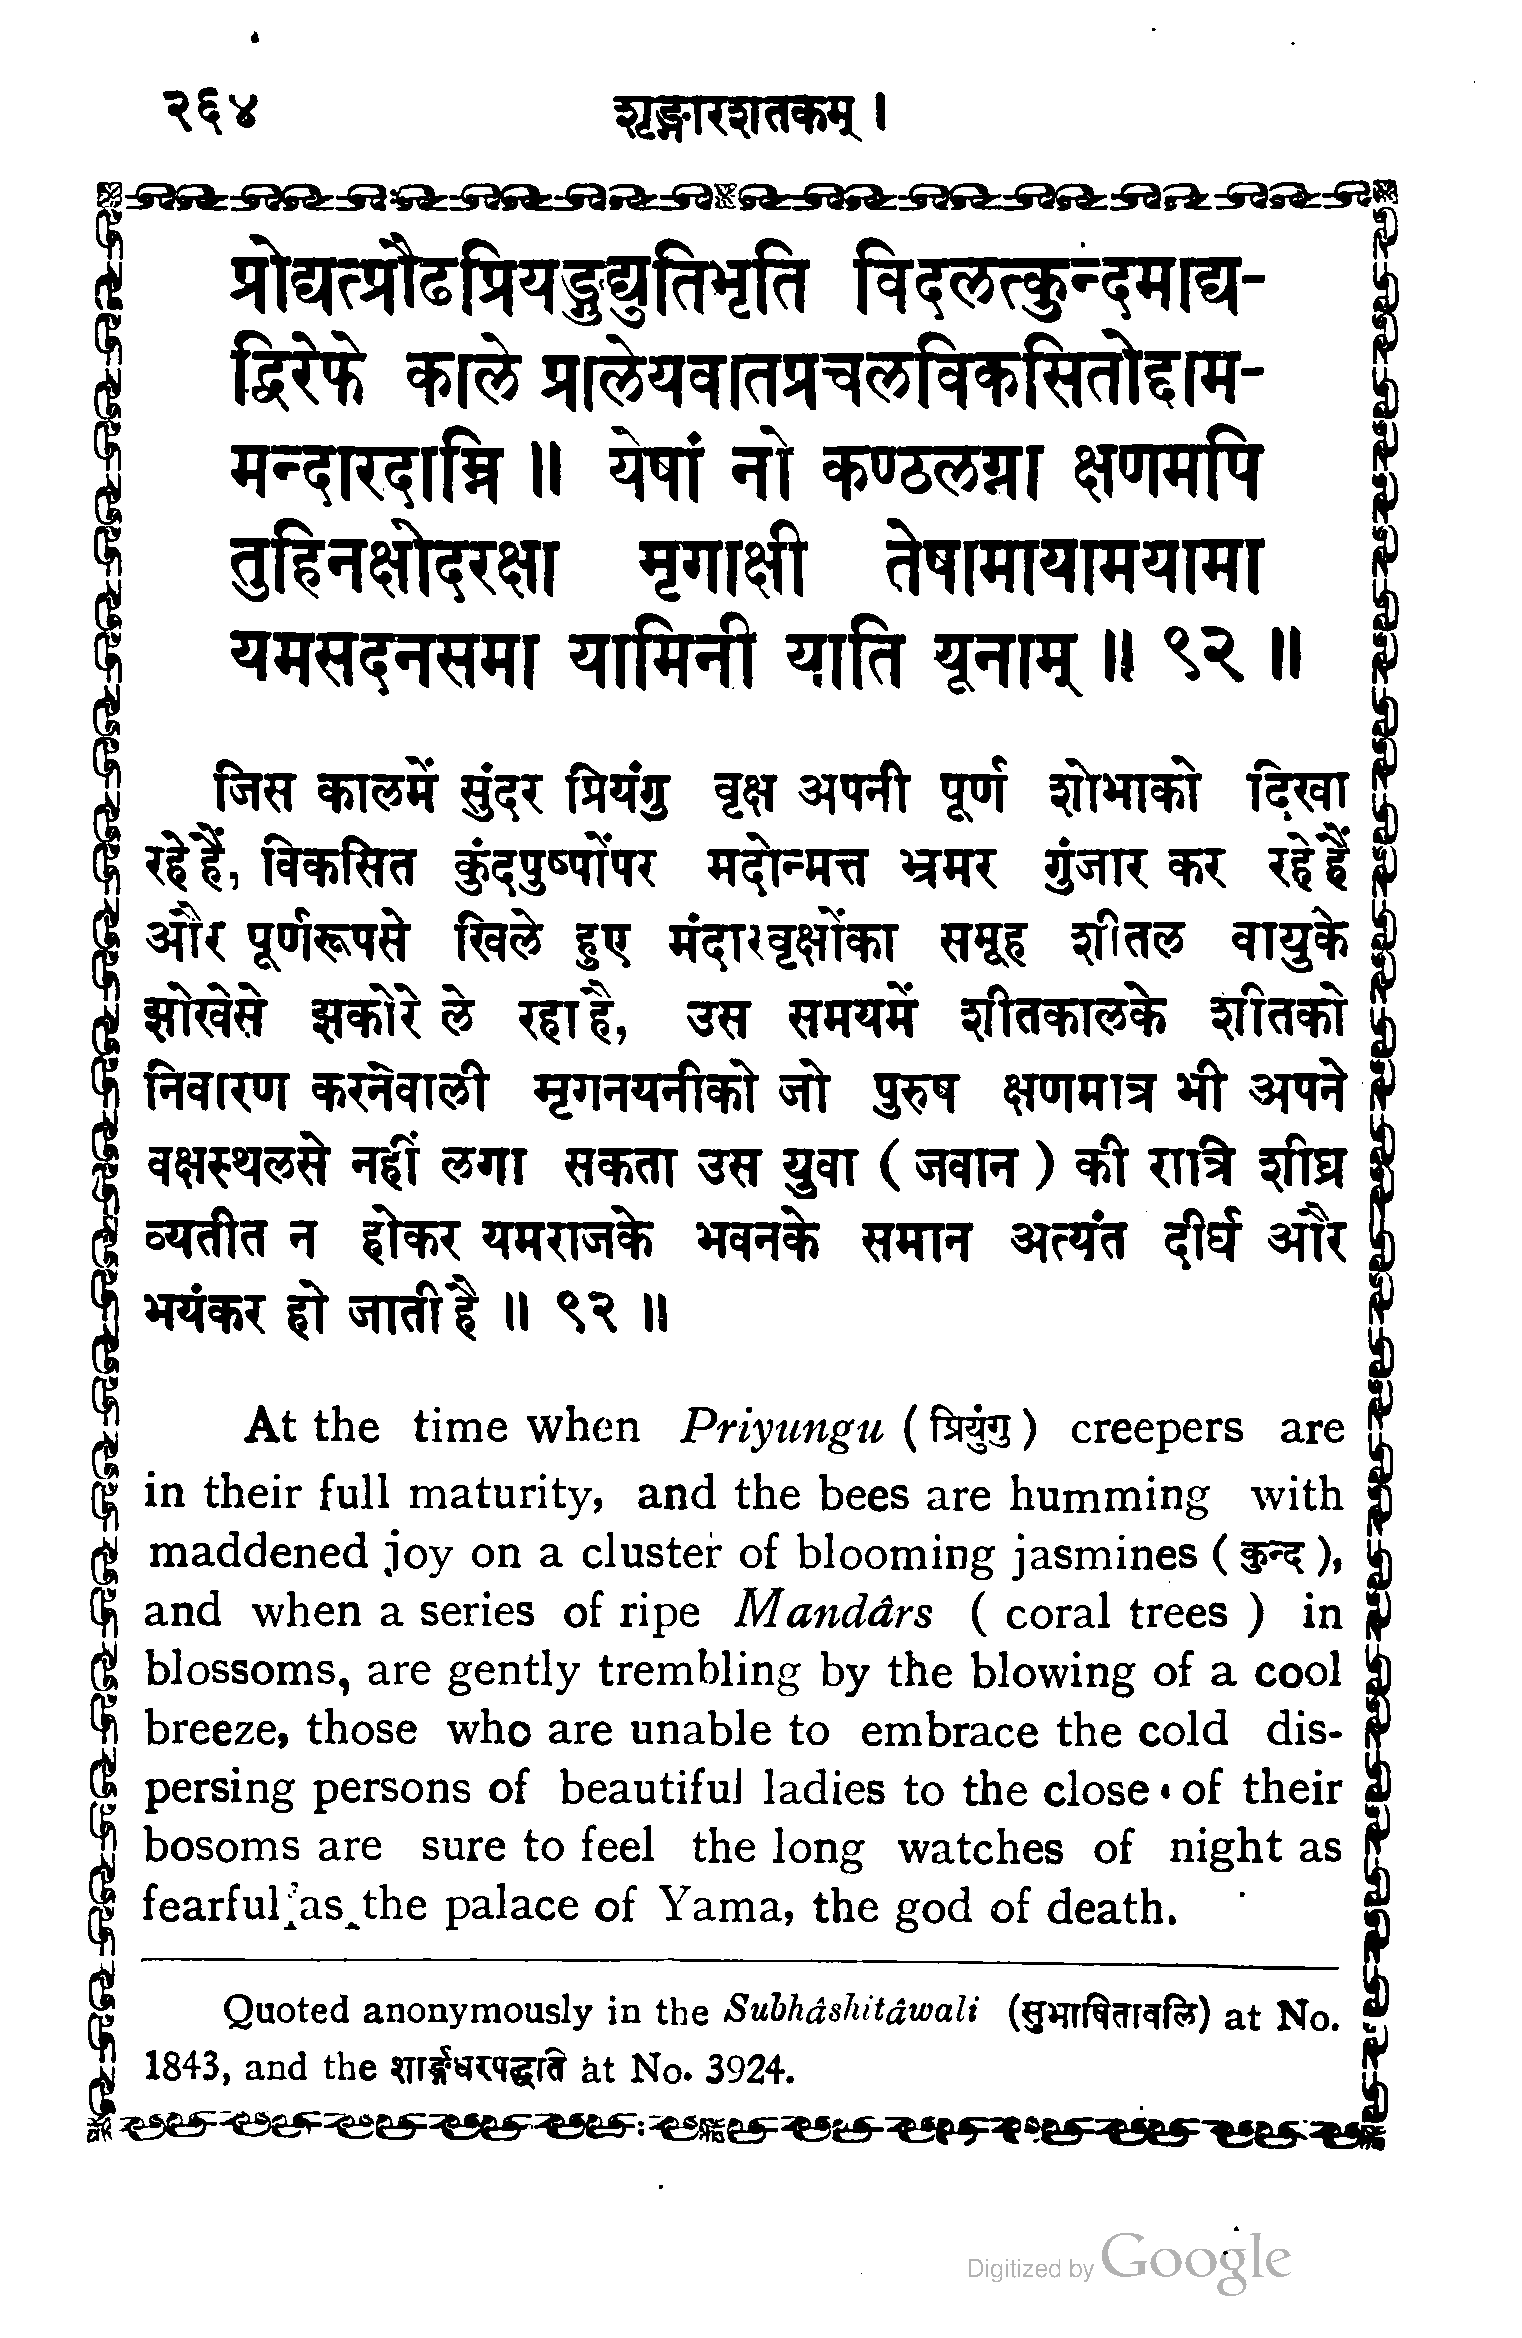 २६४ शृङ्गारशतकम् ।
प्रोद्यत्प्रौढप्रियङ्गुद्युतिभृति विदलत्कुन्दमाद्य-
द्द्विरेफे काले प्रालेयवातप्रचलविकसितोद्दाम-
मन्दारदाम्नि ॥ येषां नो कण्ठलग्ना क्षणमपि
तुहिनक्षोदरक्षा मृगाक्षी तेषामायामयामा
यमसदनसमा यामिनी याति यूनाम् ॥ ९२ ॥
जिस कालमें सुंदर प्रियंगु वृक्ष अपनी पूर्ण शोभाको दिखा
रहे हैं, विकसित कुंदपुष्पोंपर मदोन्मत्त भ्रमर गुंजार कर रहे हैं
और पूर्णरूपसे खिले हुए मंदारवृक्षोंका समूह शीतल वायुके
झोखेसे झकोरे ले रहा है, उस समयमें शीतकालके शीतको
निवारण करनेवाली मृगनयनीको जो पुरुष क्षणमात्र भी अपने
वक्षस्थलसे नहीं लगा सकता उस युवा ( जवान ) की रात्रि शीघ्र
व्यतीत न होकर यमराजके भवनके समान अत्यंत दीर्घ और
भयंकर हो जाती है ॥ ९२ ॥
At the time when Priyungu ( प्रियुंगु ) creepers are
in their full maturity, and the bees are humming with
maddened joy on a cluster of blooming jasmines ( कुन्द ),
and when a series of ripe Mandârs ( coral trees ) in
blossoms, are gently trembling by the blowing of a cool
breeze, those who are unable to embrace the cold dis-
persing persons of beautiful ladies to the close of their
bosoms are sure to feel the long watches of night as
fearful as the palace of Yama, the god of death.
Quoted anonymously in the Subhâshitâwali (सुभाषितावलि) at No.
1843, and the शार्ङ्गधरपद्धति at No. 3924.
Digitized by Google